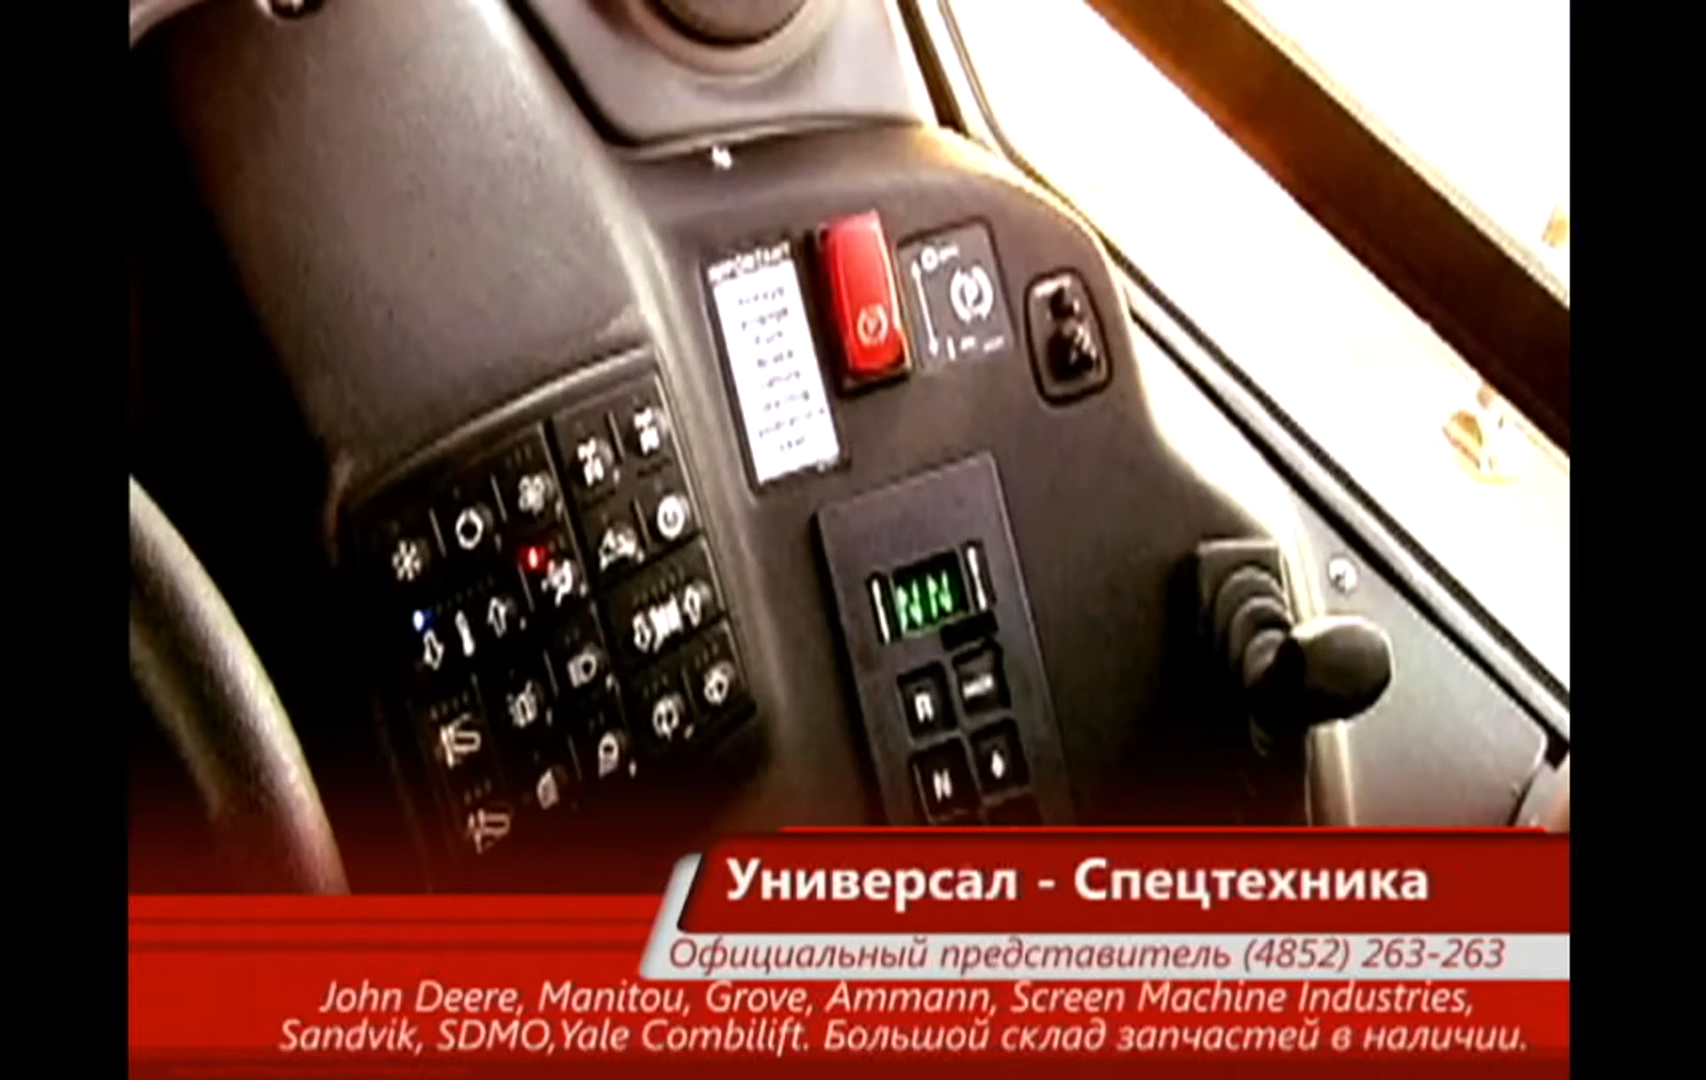 NN
R
N
Универсал - Спецтехника
Официальный представитель (4852) 263-263
John Deere, Manitou, Grove, Ammann, Screen Machine Industries,
Sandvik, SDMO,Yale Combilift. Большой склад запчастей в наличии.